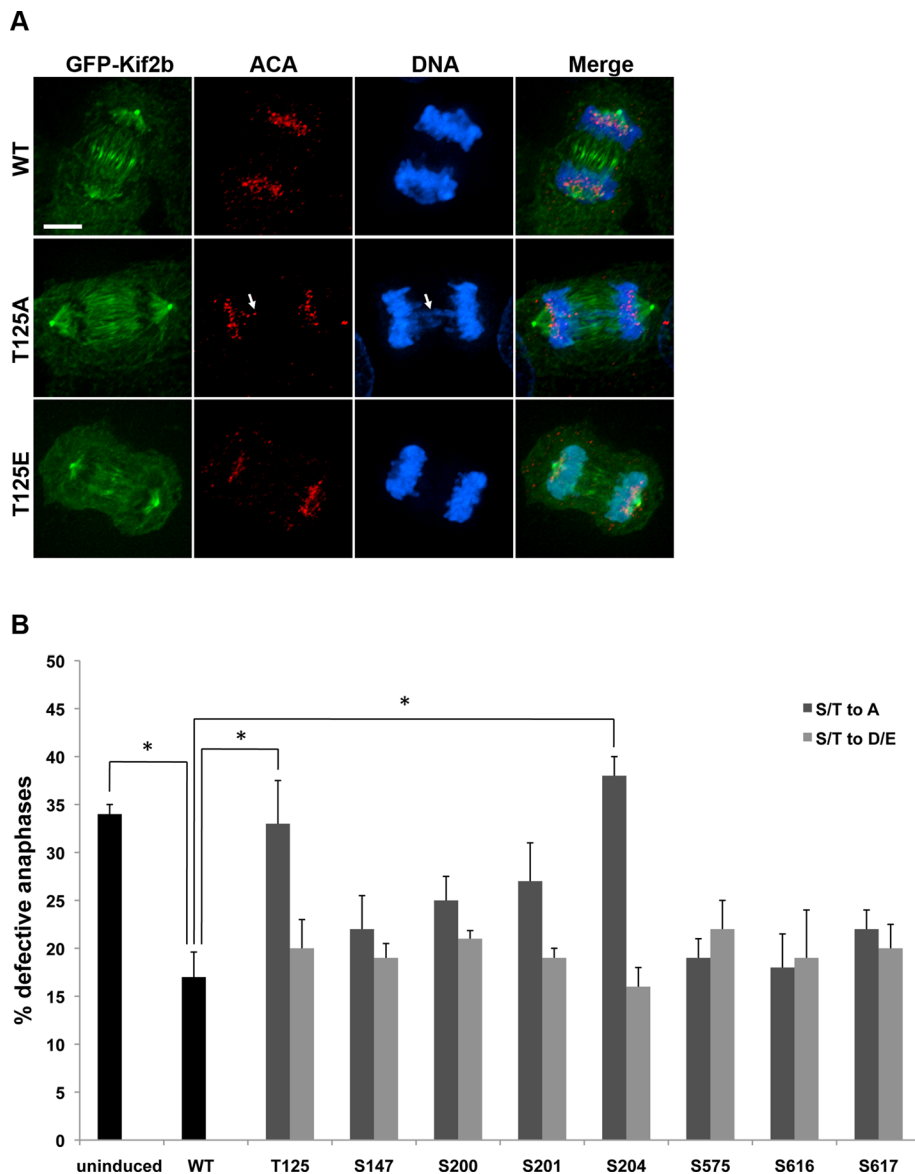 A
GFP-Kif2b ACA DNA Merge
WT
T125A
T125E
B
50
45
40
35
30
25
20
15
10
5
0
% defective anaphases
* * *
S/T to A
S/T to D/E
uninduced WT T125 S147 S200 S201 S204 S575 S616 S617